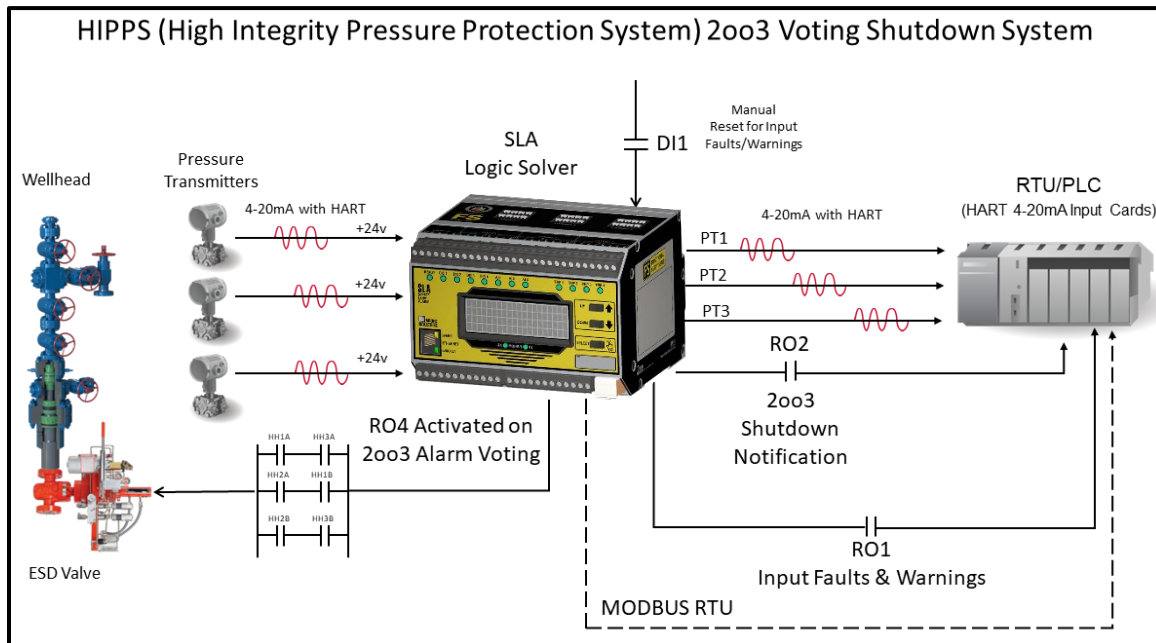 HIPPS (High Integrity Pressure Protection System) 2oo3 Voting Shutdown System
Manual
Reset for Input
Faults/Warnings
DI1
SLA
Logic Solver
Pressure
Transmitters
Wellhead
RTU/PLC
(HART 4-20mA Input Cards)
4-20mA with HART
+24v
+24v
+24v
4-20mA with HART
PT1
PT2
PT3
SLA
RO2
2oo3
Shutdown
Notification
RO4 Activated on
2oo3 Alarm Voting
HH1A
HH3A
HH2A
HH1B
HH2B
HH3B
ESD Valve
RO1
Input Faults & Warnings
MODBUS RTU